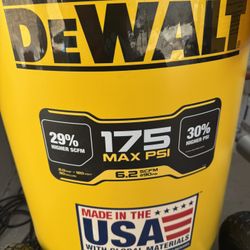 DEWALT
29%
HIGHER SCFM
175
MAX PSI
6.2 SCFM
@90PSI
30%
HIGHER PSI
MADE IN THE
USA
WITH GLOBAL MATERIALS